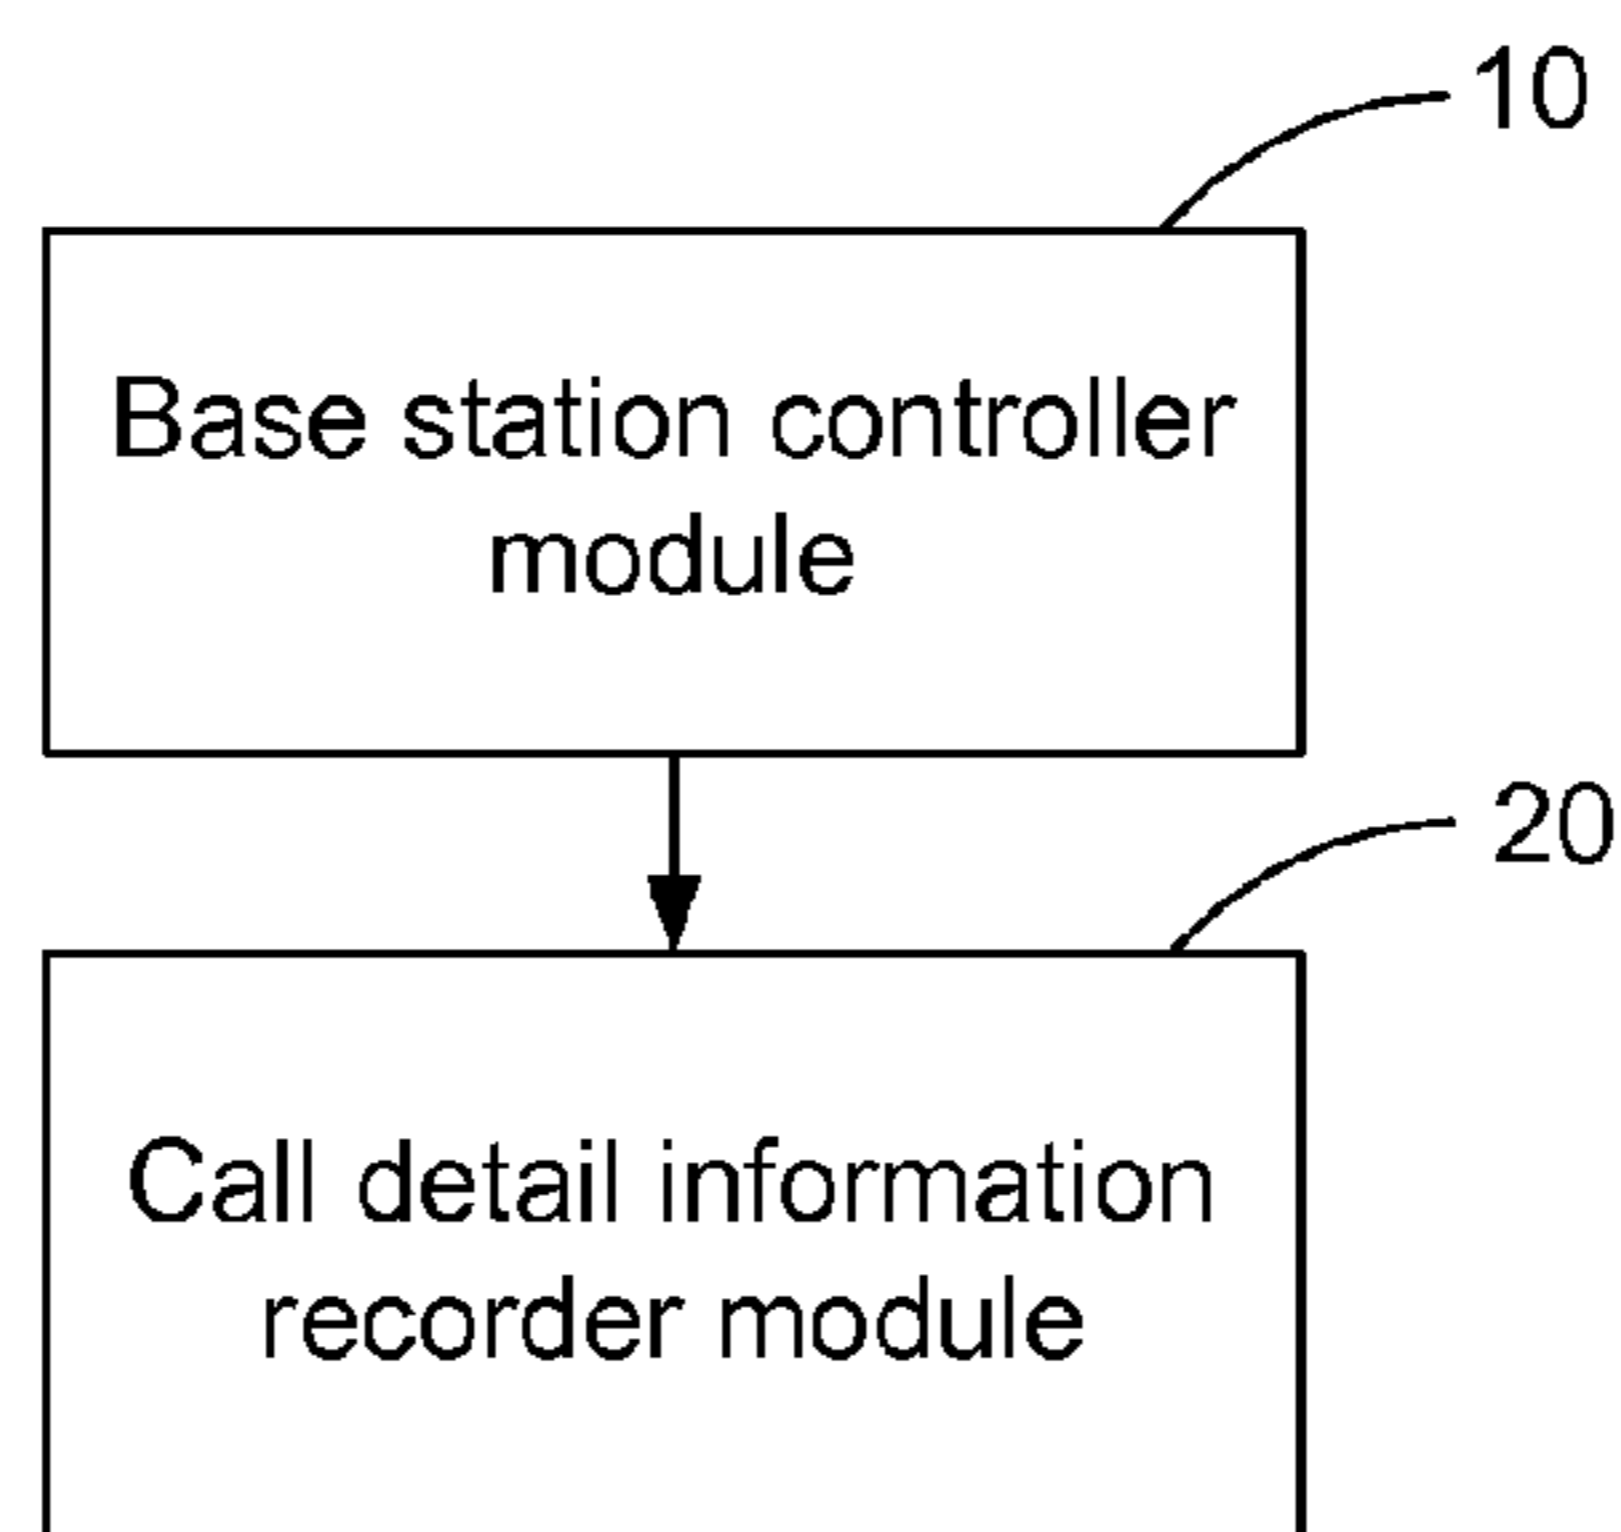 10
Base station controller
module
20
Call detail information
recorder module